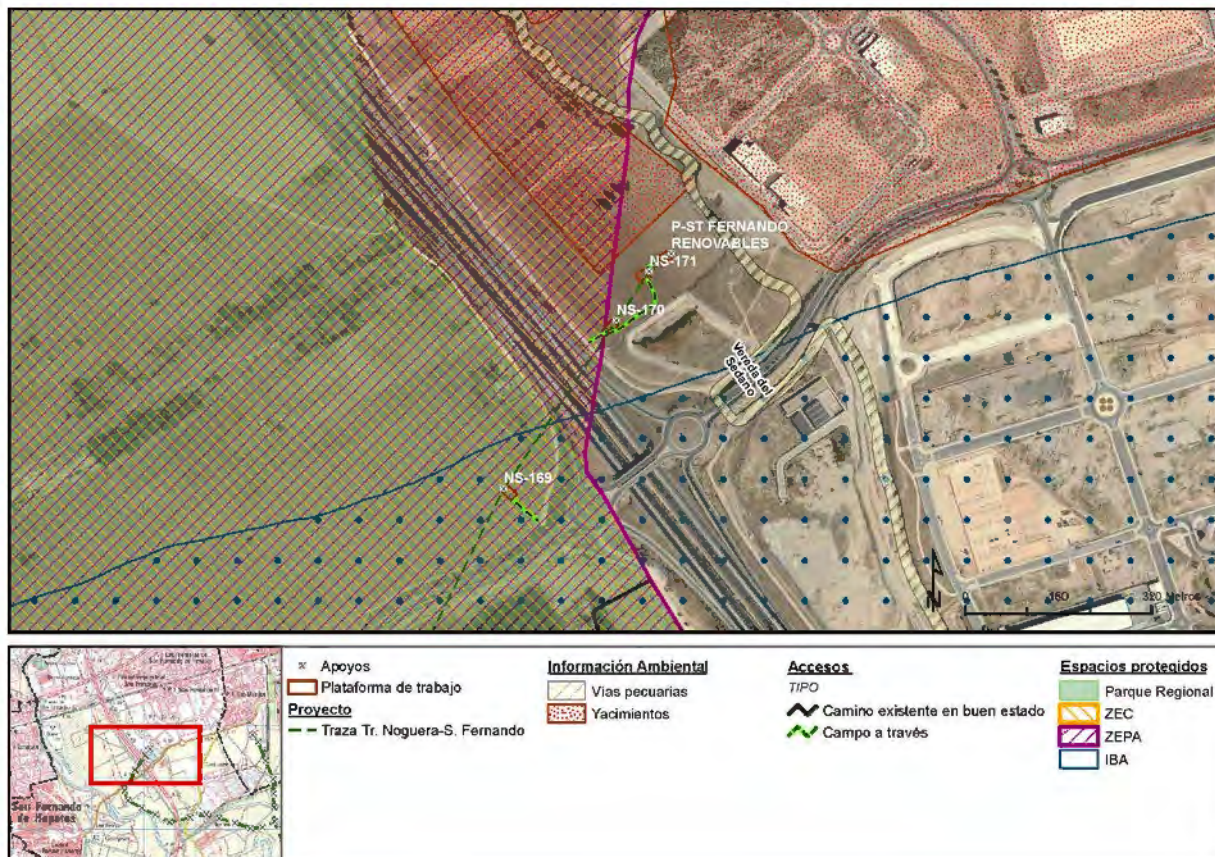 P-ST FERNANDO
RENOVABLES
NS-171
NS-170
Vereda del
Sedano
NS-169
0 160 320 Metros
San Fernando
de Henares
Apoyos
Plataforma de trabajo
Proyecto
Traza Tr. Noguera-S. Fernando
Información Ambiental
Vias pecuarias
Yacimientos
Accesos
TIPO
Camino existente en buen estado
Campo a través
Espacios protegidos
Parque Regional
ZEC
ZEPA
IBA